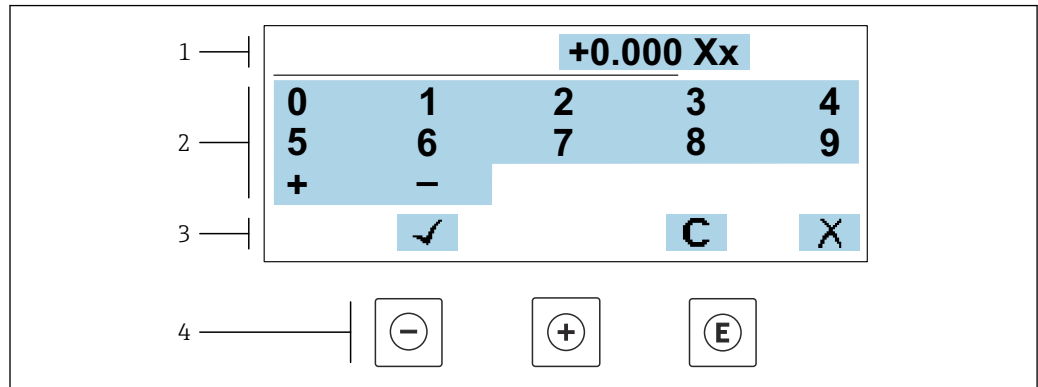 1 +0.000 Xx
0 1 2 3 4
2 5 6 7 8 9
+ −
3 ✓ C X
4 − + E